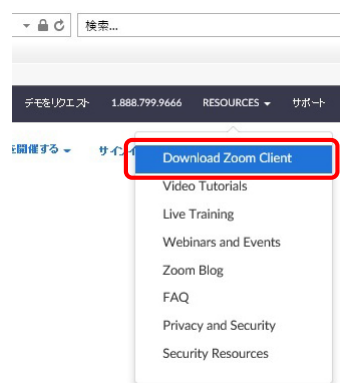 検索...
デモをリクエスト 1.888.799.9666 RESOURCES サポート
を開催する サインイ
Download Zoom Client
Video Tutorials
Live Training
Webinars and Events
Zoom Blog
FAQ
Privacy and Security
Security Resources